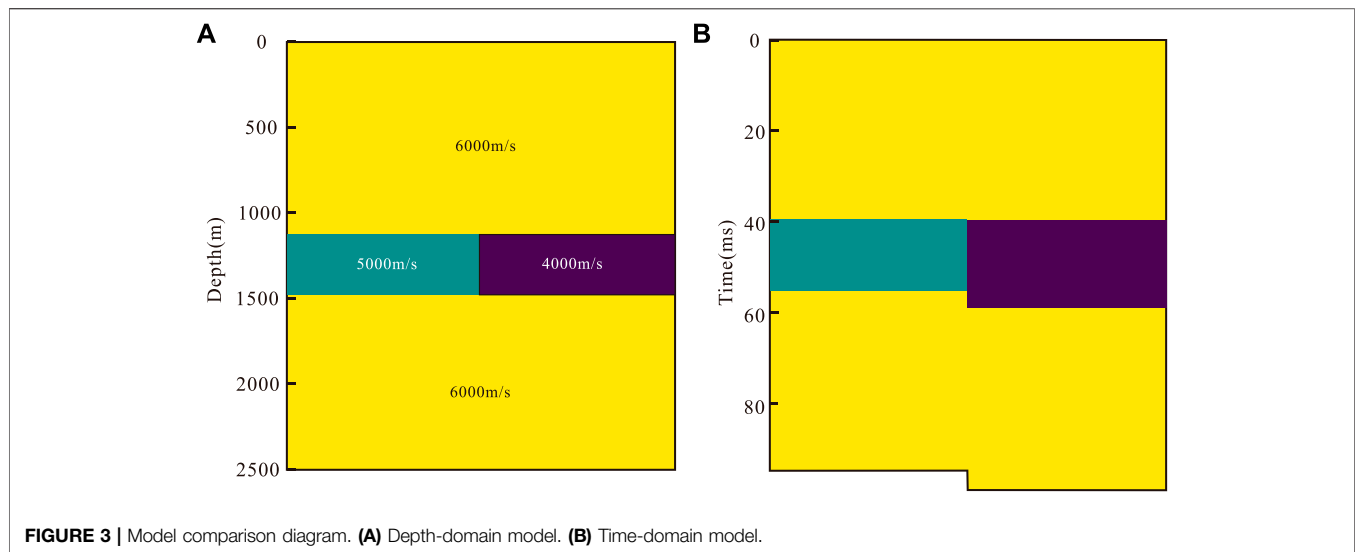 A
0
500
1000
1500
2000
2500
Depth(m)
6000m/s
5000m/s
4000m/s
6000m/s
B
0
20
40
60
80
Time(ms)
FIGURE 3 | Model comparison diagram. (A) Depth-domain model. (B) Time-domain model.